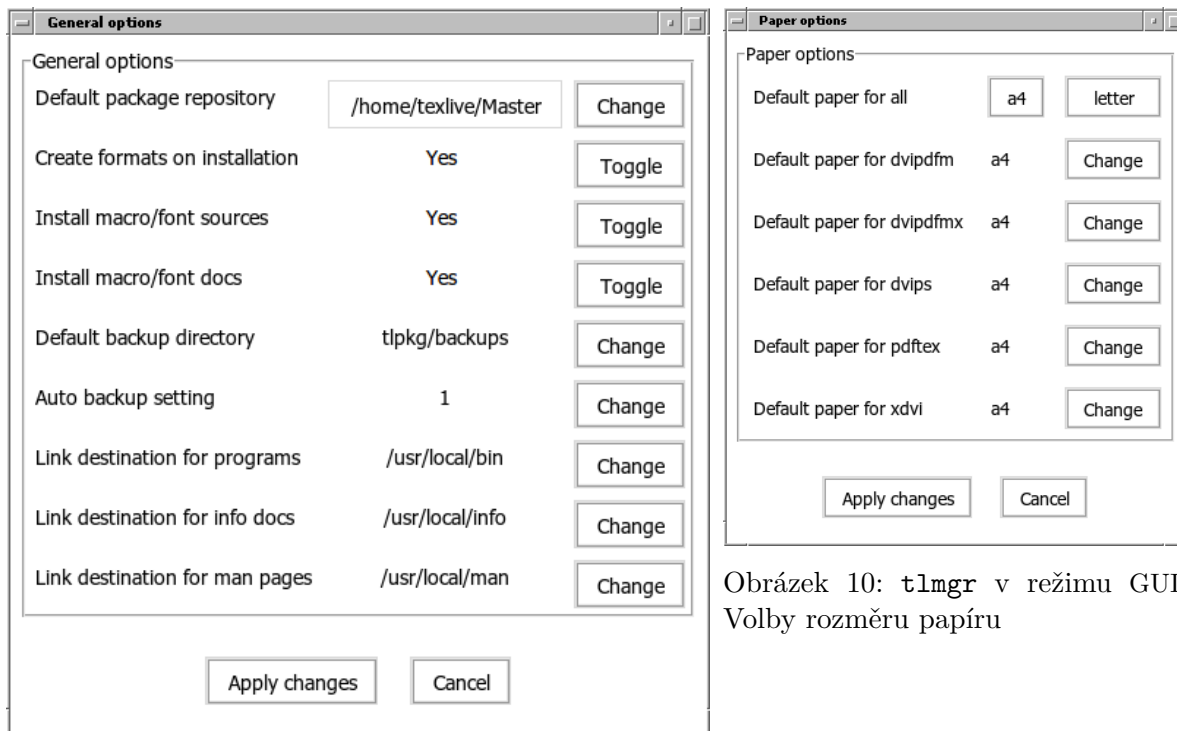 General options
General options
Default package repository /home/texlive/Master Change
Create formats on installation Yes Toggle
Install macro/font sources Yes Toggle
Install macro/font docs Yes Toggle
Default backup directory tlpkg/backups Change
Auto backup setting 1 Change
Link destination for programs /usr/local/bin Change
Link destination for info docs /usr/local/info Change
Link destination for man pages /usr/local/man Change
Apply changes Cancel
Paper options
Paper options
Default paper for all a4 letter
Default paper for dvipdfm a4 Change
Default paper for dvipdfmx a4 Change
Default paper for dvips a4 Change
Default paper for pdftex a4 Change
Default paper for xdvi a4 Change
Apply changes Cancel
Obrázek 10: tlmgr v režimu GUI
Volby rozměru papíru